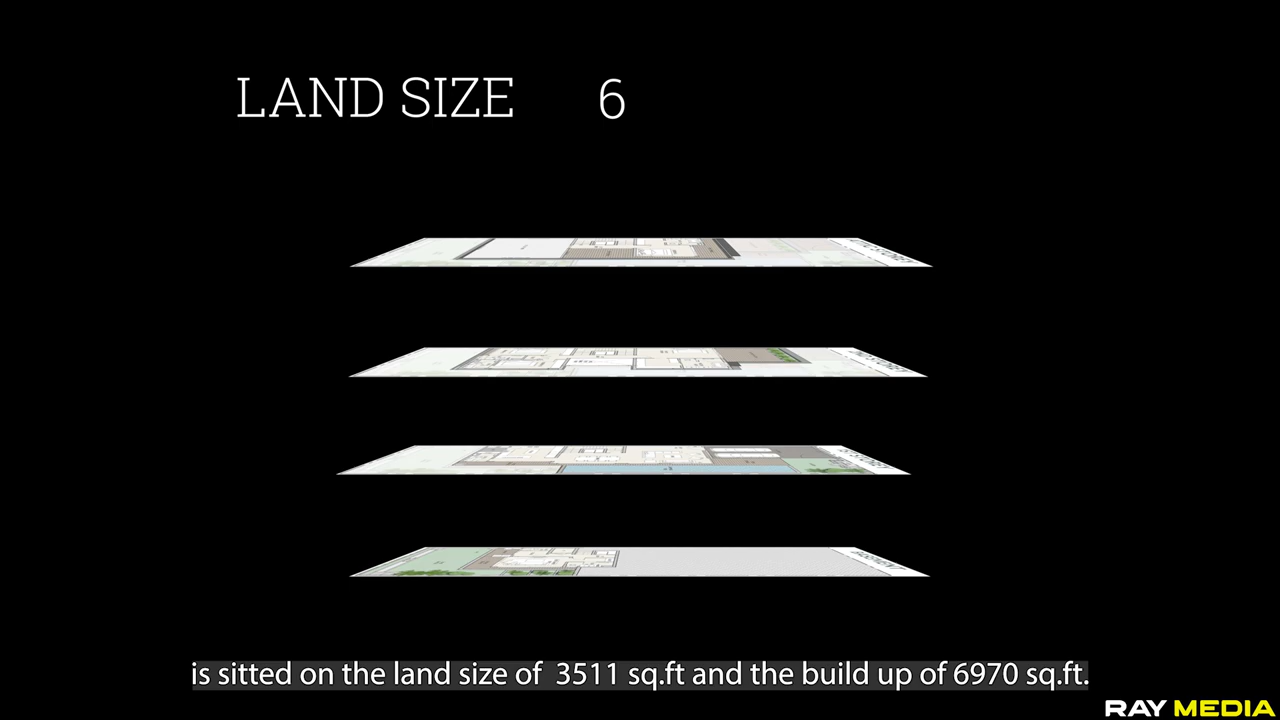 LAND SIZE 6
BASEMENT
is sitted on the land size of 3511 sq.ft and the build up of 6970 sq.ft.
RAY MEDIA